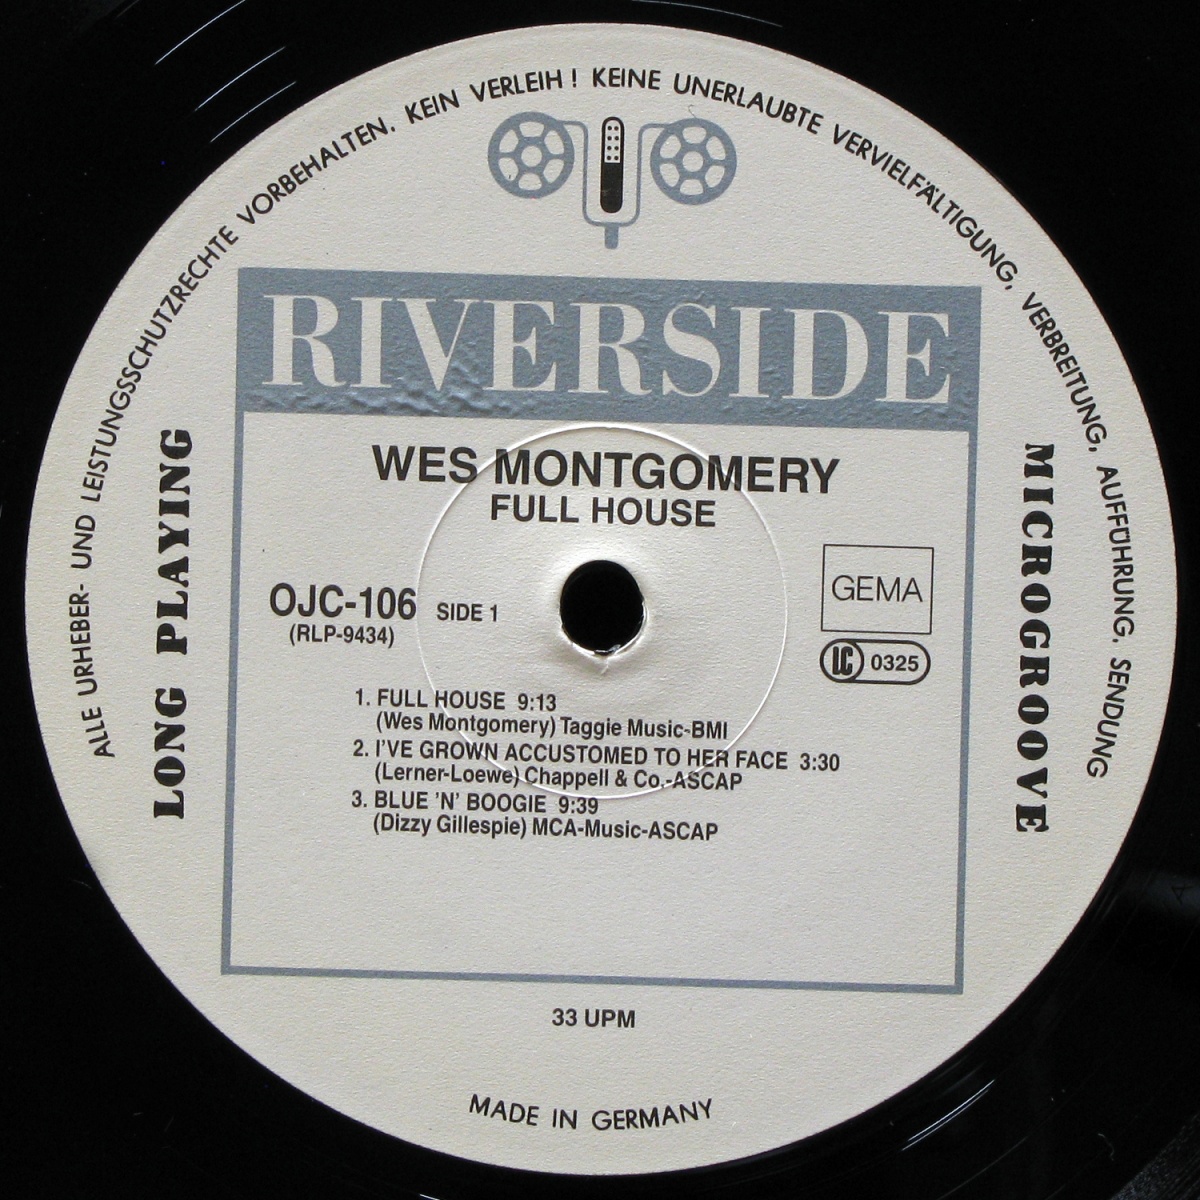 ALLE URHEBER- UND LEISTUNGSSCHUTZRECHTE VORBEHALTEN. KEIN VERLEIH! KEINE UNERLAUBTE VERVIELFÄLTIGUNG, VERBREITUNG, AUFFÜHRUNG, SENDUNG
RIVERSIDE
LONG PLAYING
MICROGROOVE
WES MONTGOMERY
FULL HOUSE
OJC-106 SIDE 1
(RLP-9434)
GEMA
LC 0325
1. FULL HOUSE 9:13
(Wes Montgomery) Taggie Music-BMI
2. I'VE GROWN ACCUSTOMED TO HER FACE 3:30
(Lerner-Loewe) Chappell & Co.-ASCAP
3. BLUE 'N' BOOGIE 9:39
(Dizzy Gillespie) MCA-Music-ASCAP
33 UPM
MADE IN GERMANY